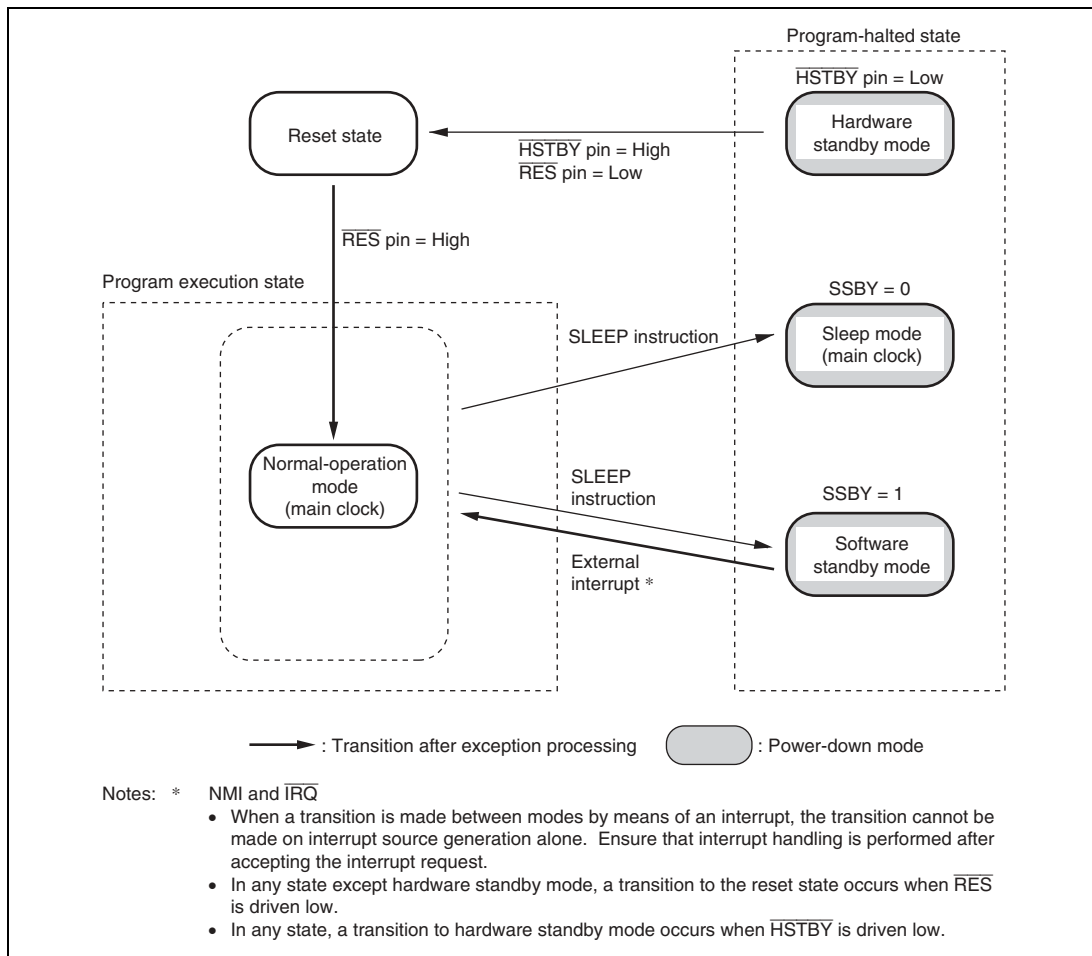 Program-halted state
HSTBY pin = Low
Hardware
standby mode
Reset state
HSTBY pin = High
RES pin = Low
RES pin = High
Program execution state
SSBY = 0
SLEEP instruction
Sleep mode
(main clock)
Normal-operation
mode
(main clock)
SLEEP
instruction
SSBY = 1
Software
standby mode
External
interrupt *
: Transition after exception processing
: Power-down mode
Notes: * NMI and IRQ
• When a transition is made between modes by means of an interrupt, the transition cannot be
made on interrupt source generation alone. Ensure that interrupt handling is performed after
accepting the interrupt request.
• In any state except hardware standby mode, a transition to the reset state occurs when RES
is driven low.
• In any state, a transition to hardware standby mode occurs when HSTBY is driven low.